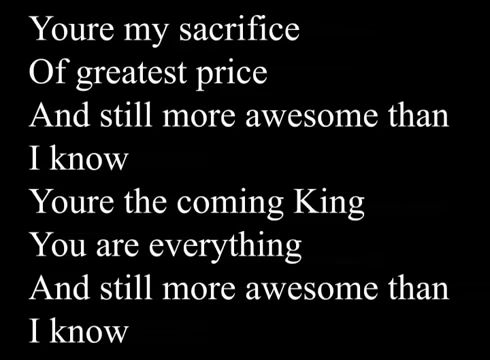 Youre my sacrifice
Of greatest price
And still more awesome than
I know
Youre the coming King
You are everything
And still more awesome than
I know